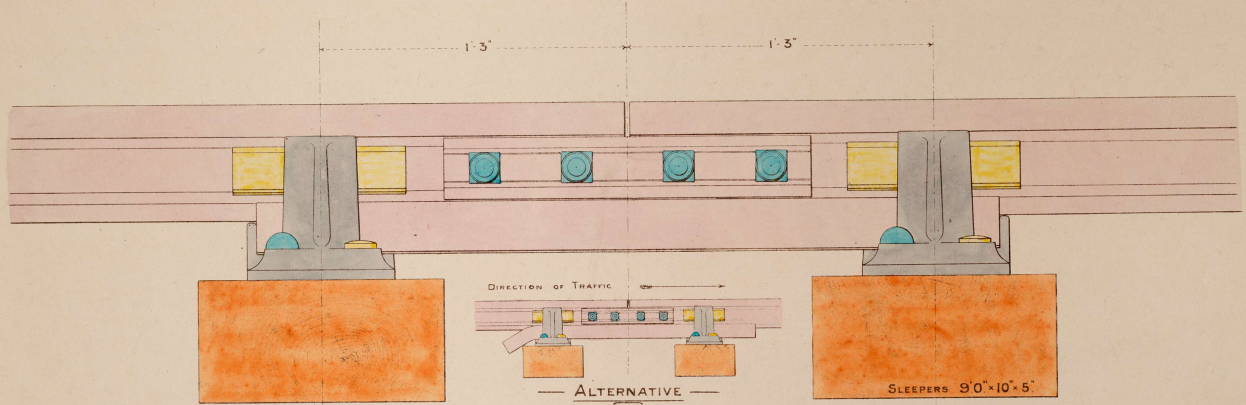 1'·3" 1'·3"
DIRECTION OF TRAFFIC
ALTERNATIVE
SLEEPERS 9'0"×10"×5"